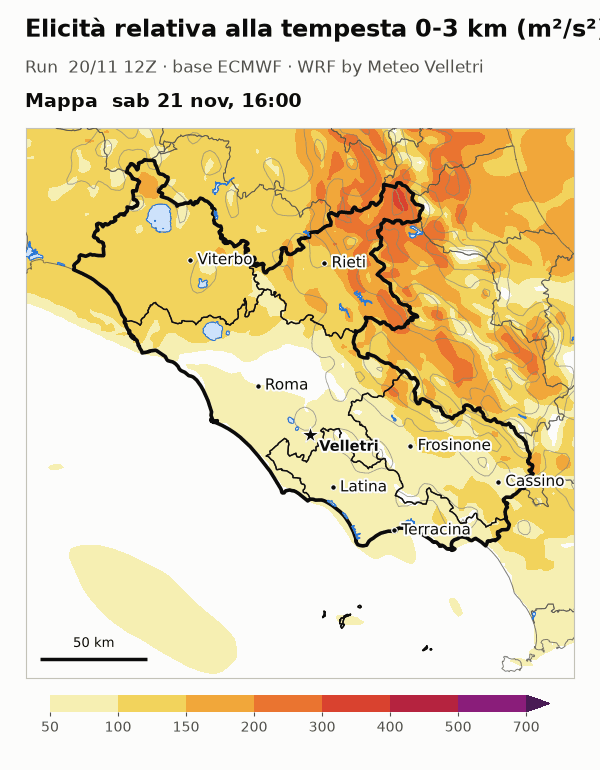 Elicità relativa alla tempesta 0-3 km (m²/s²)
Run 20/11 12Z · base ECMWF · WRF by Meteo Velletri
Mappa sab 21 nov, 16:00
Viterbo
Rieti
Roma
Velletri
Frosinone
Cassino
Latina
Terracina
50 km
50 100 150 200 300 400 500 700